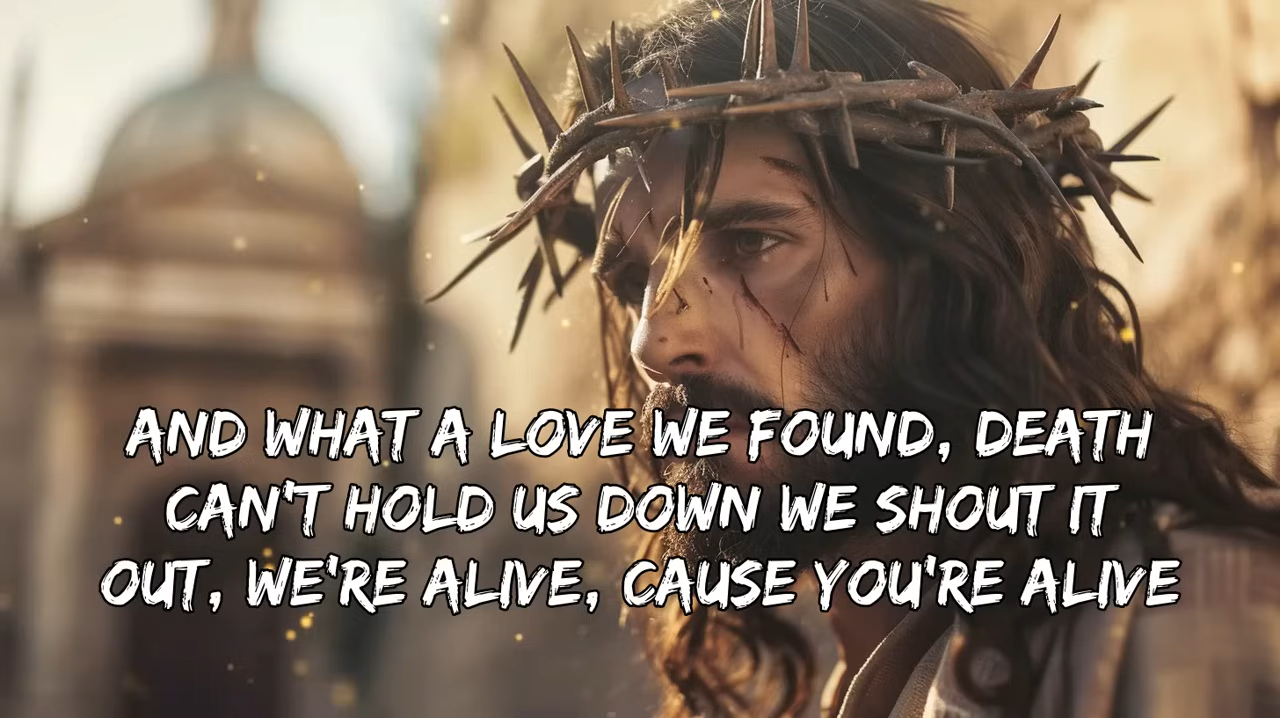 AND WHAT A LOVE WE FOUND, DEATH
CAN'T HOLD US DOWN WE SHOUT IT
OUT, WE'RE ALIVE, CAUSE YOU'RE ALIVE